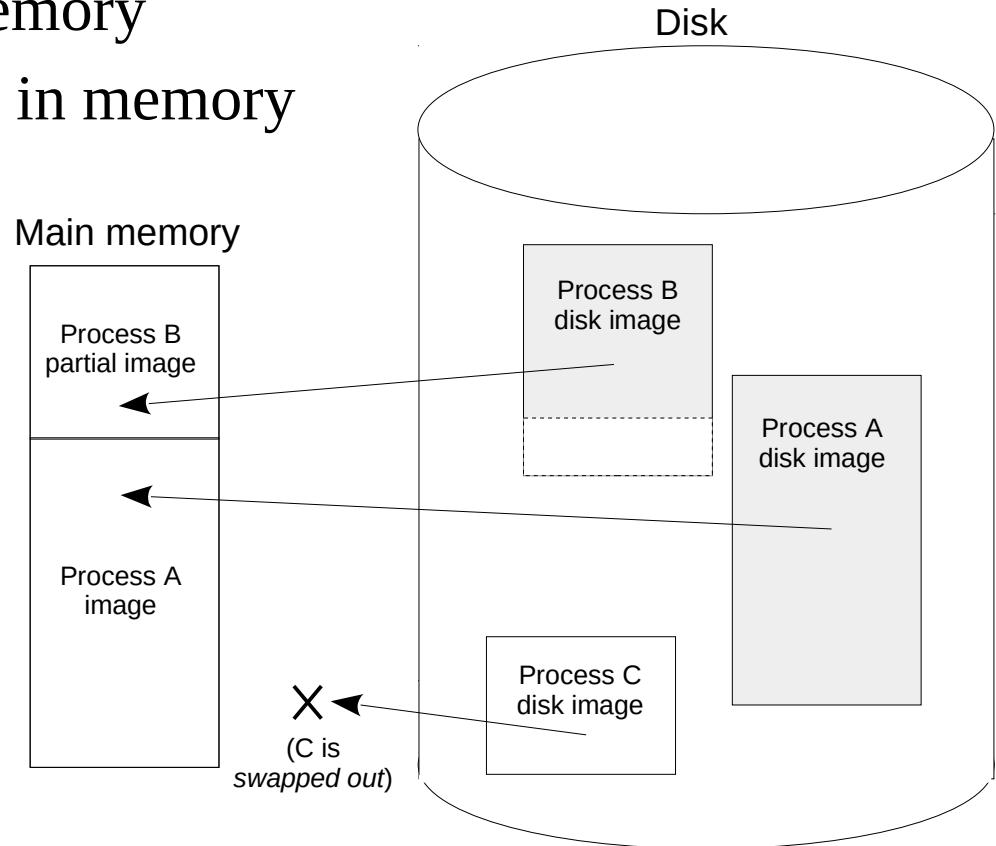 in memory
Disk
Main memory
Process B
partial image
Process A
image
Process B
disk image
Process A
disk image
Process C
disk image
(C is
swapped out)